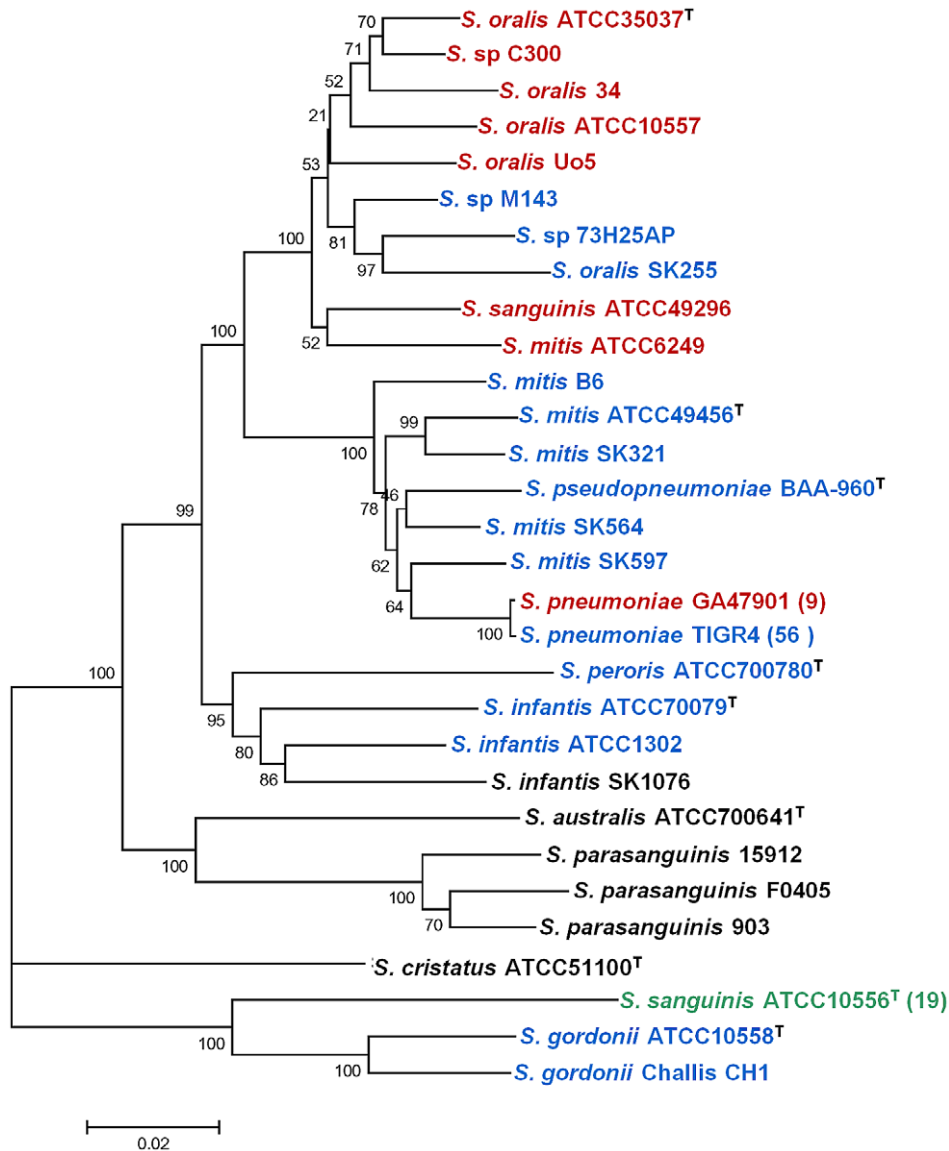 70
S. oralis ATCC35037ᵀ
S. sp C300
71
S. oralis 34
52
S. oralis ATCC10557
21
S. oralis Uo5
53
S. sp M143
81
S. sp 73H25AP
97
S. oralis SK255
100
S. sanguinis ATCC49296
52
S. mitis ATCC6249
100
S. mitis B6
99
S. mitis ATCC49456ᵀ
100
S. mitis SK321
78
46
S. pseudopneumoniae BAA-960ᵀ
S. mitis SK564
62
S. mitis SK597
64
S. pneumoniae GA47901 (9)
100
S. pneumoniae TIGR4 (56 )
99
S. peroris ATCC700780ᵀ
95
S. infantis ATCC70079ᵀ
80
S. infantis ATCC1302
86
S. infantis SK1076
100
S. australis ATCC700641ᵀ
100
S. parasanguinis 15912
100
S. parasanguinis F0405
70
S. parasanguinis 903
S. cristatus ATCC51100ᵀ
S. sanguinis ATCC10556ᵀ (19)
100
S. gordonii ATCC10558ᵀ
100
S. gordonii Challis CH1
0.02